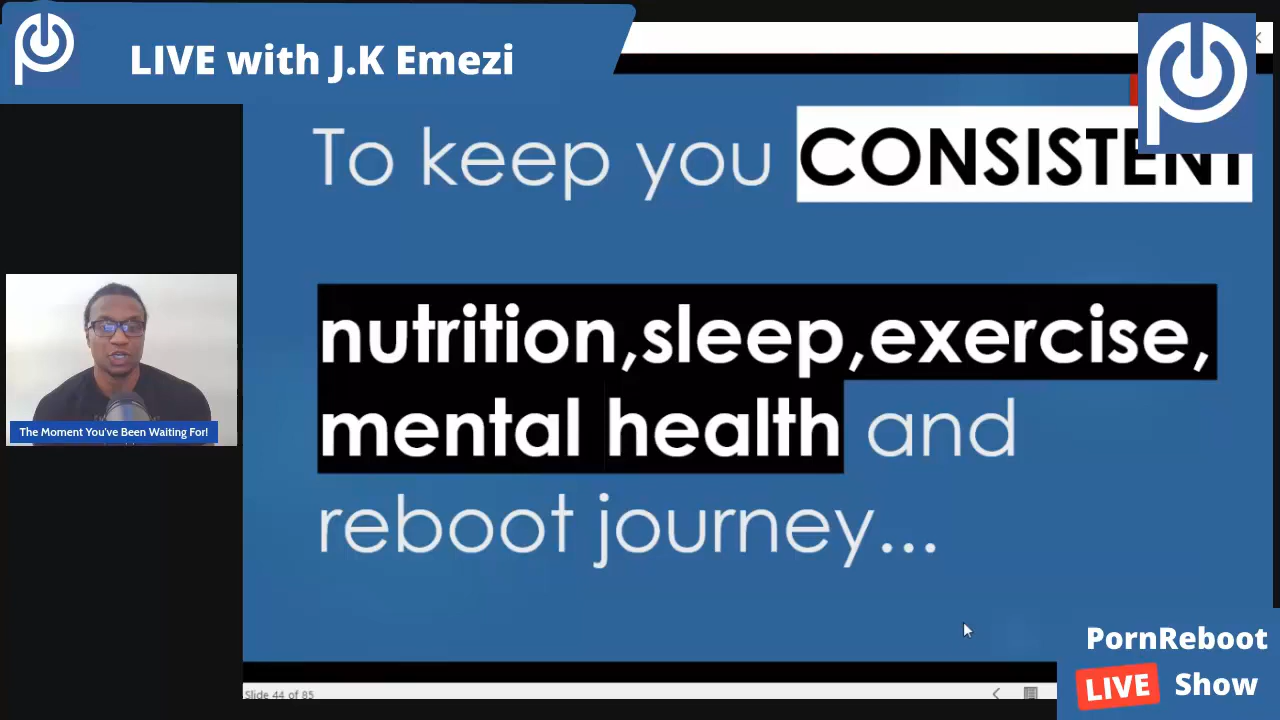 LIVE with J.K Emezi
To keep you CONSISTENT
nutrition,sleep,exercise,
mental health and
reboot journey...
The Moment You've Been Waiting For!
Slide 44 of 85
PornReboot
LIVE Show